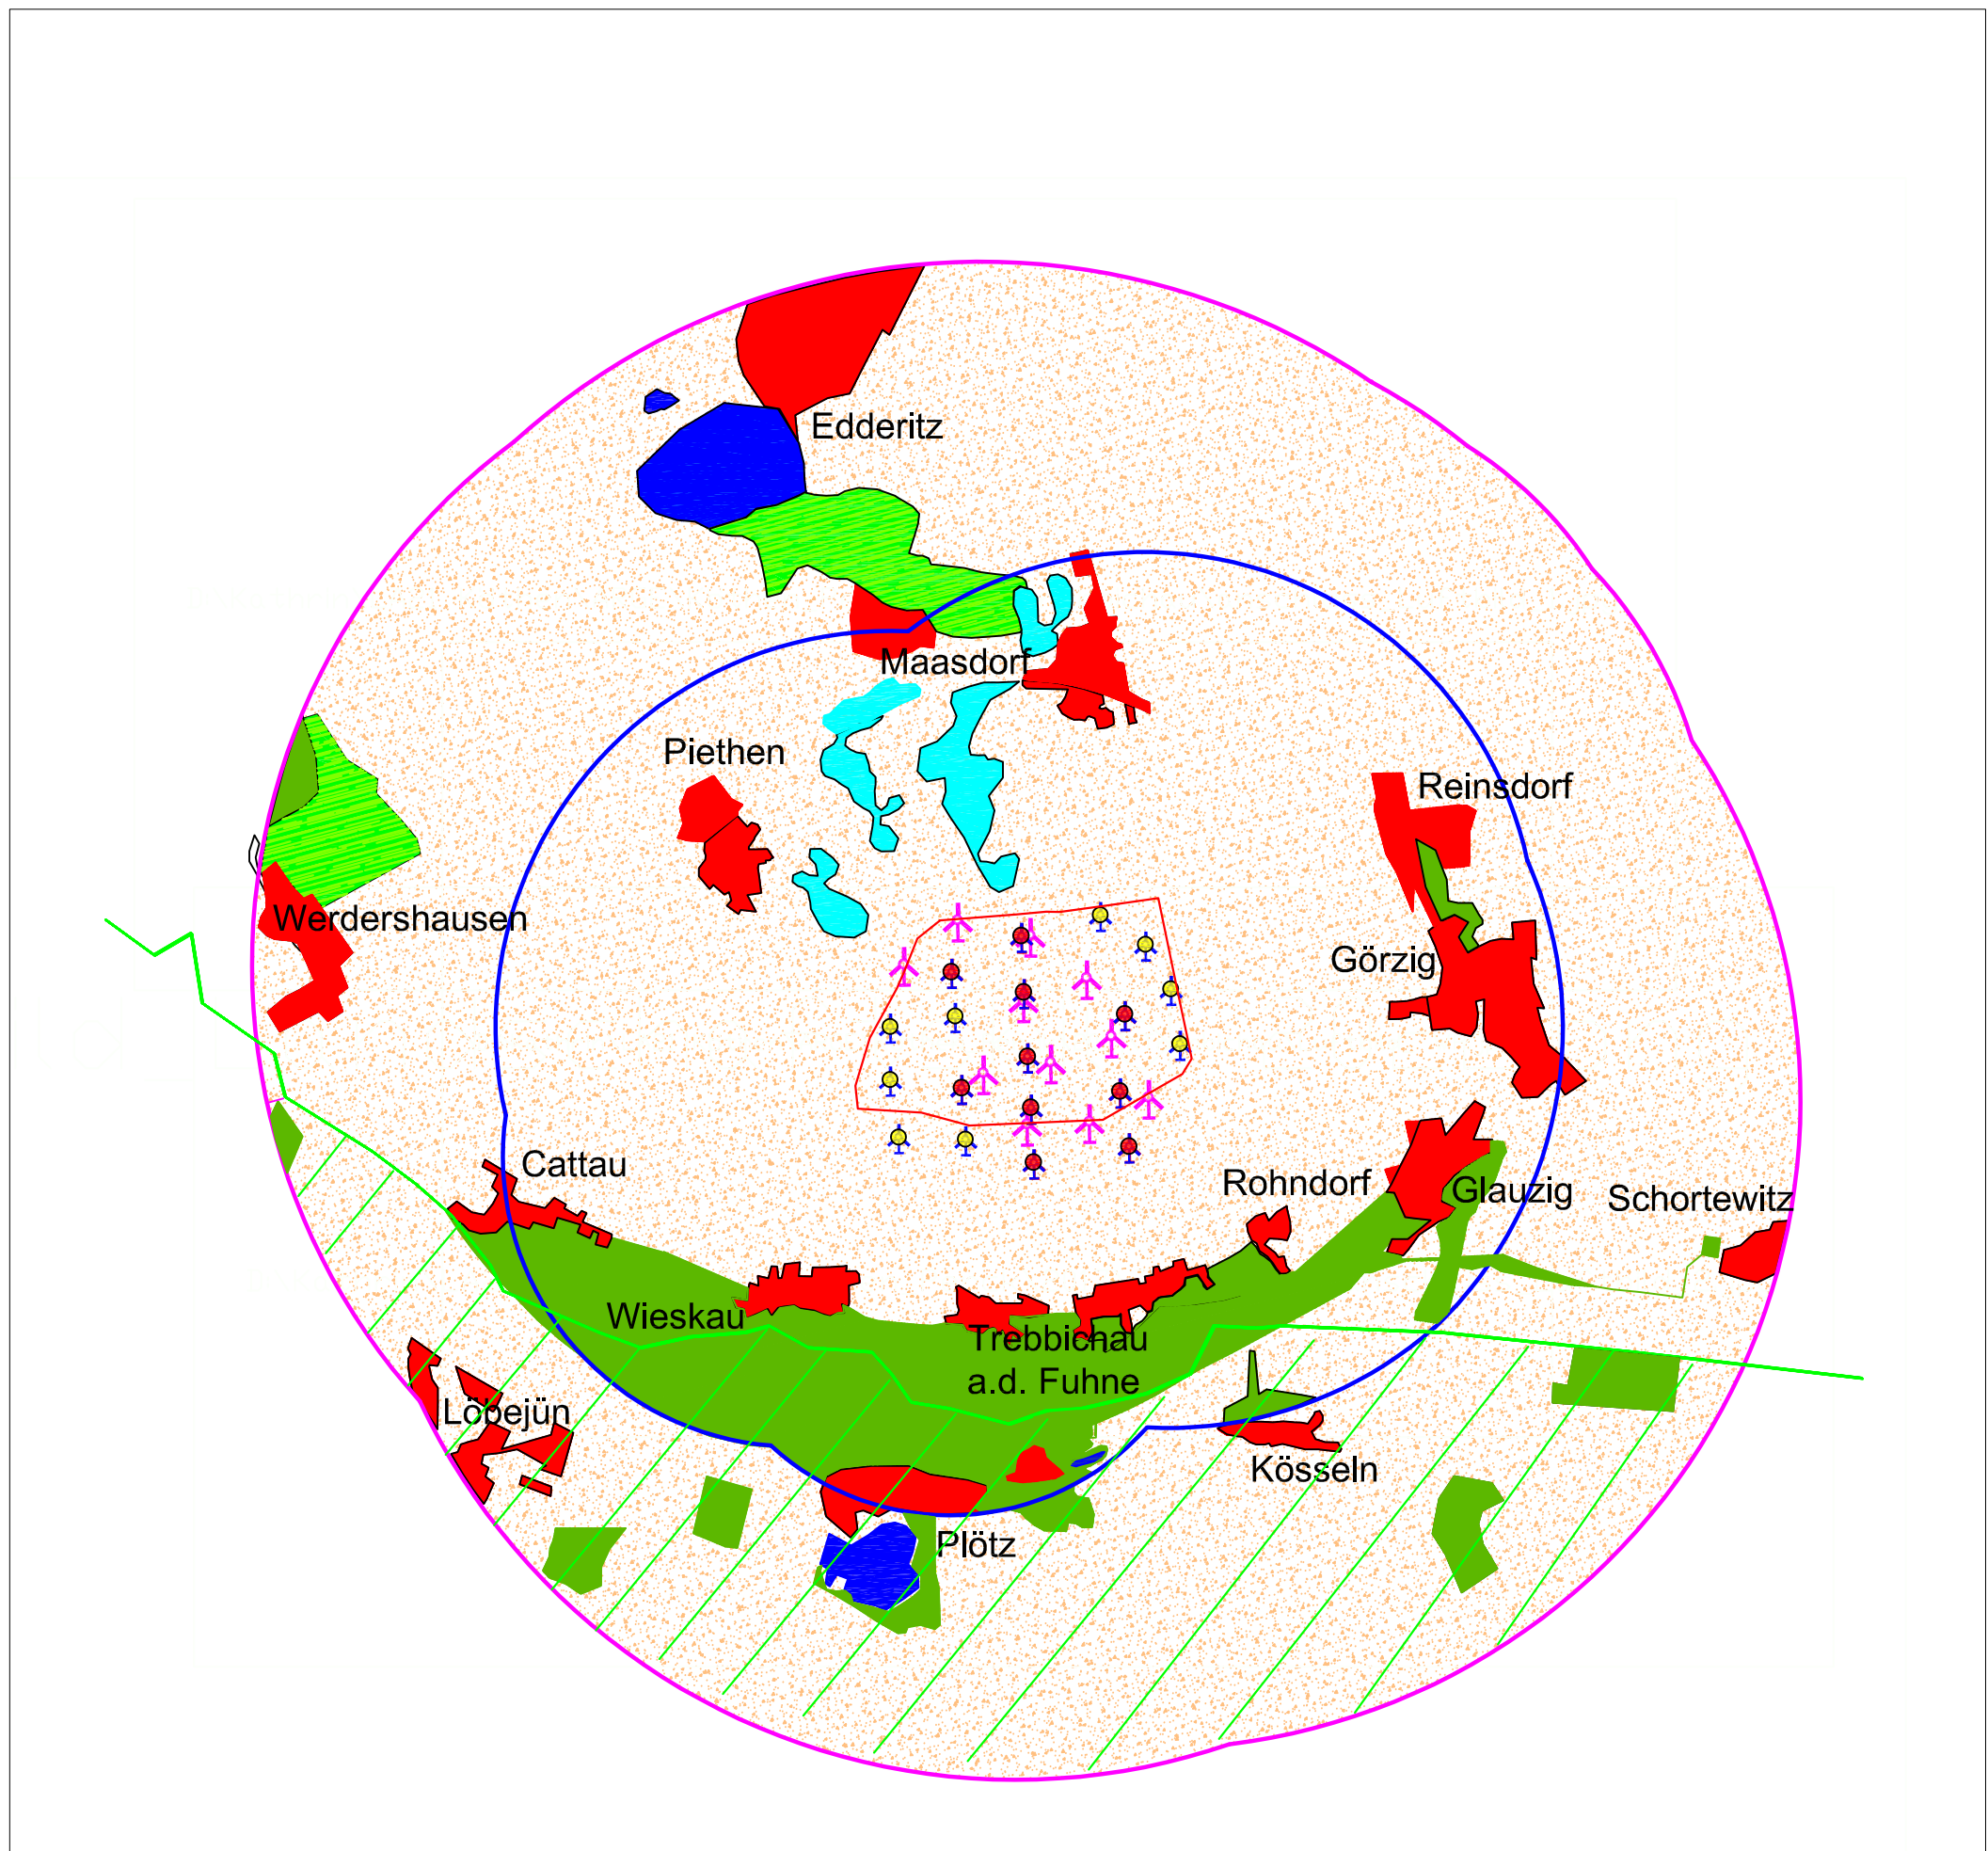 Edderitz
Maasdorf
Piethen
Reinsdorf
Werdershausen
Görzig
Cattau
Rohndorf
Glauzig
Schortewitz
Wieskau
Trebbichau
a.d. Fuhne
Löbejün
Kösseln
Plötz